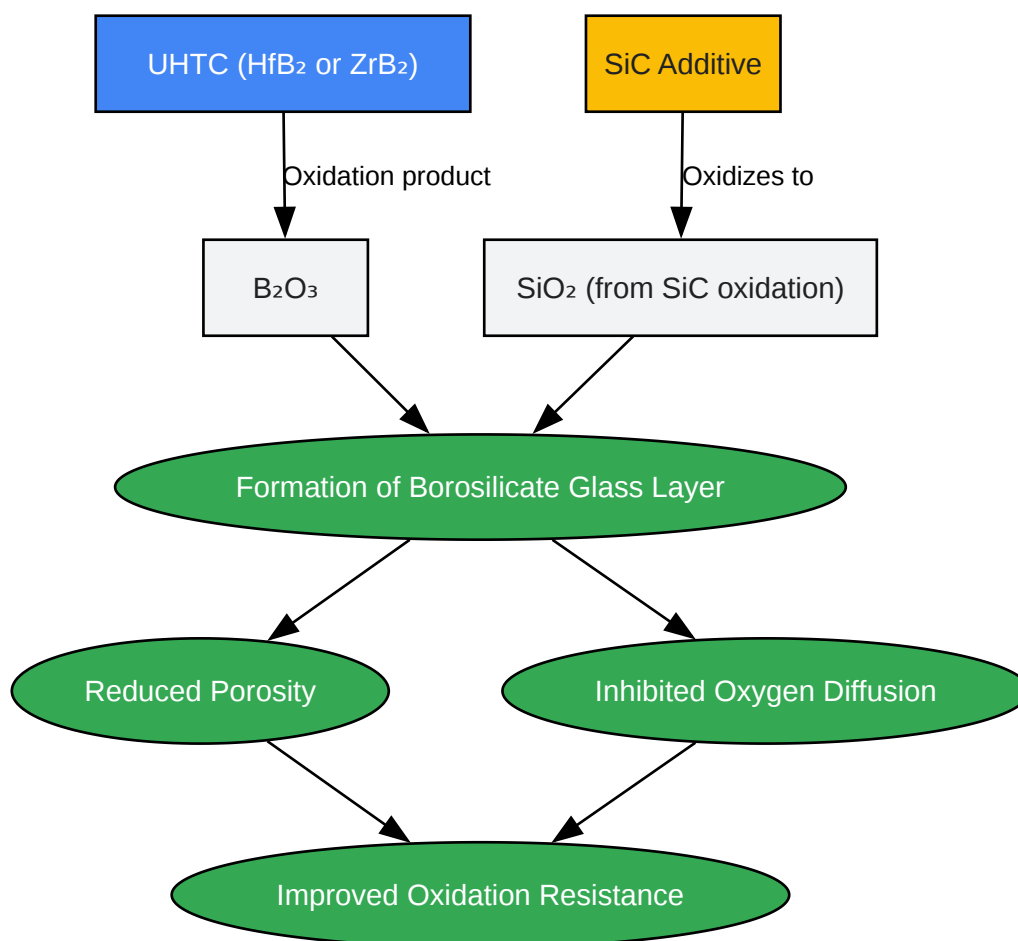 UHTC (HfB₂ or ZrB₂)
SiC Additive
Oxidation product
Oxidizes to
B₂O₃
SiO₂ (from SiC oxidation)
Formation of Borosilicate Glass Layer
Reduced Porosity
Inhibited Oxygen Diffusion
Improved Oxidation Resistance